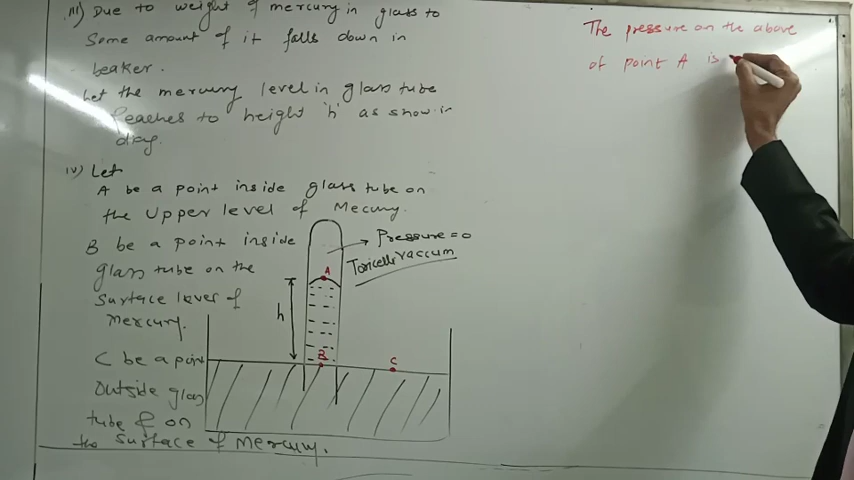 iii) Due to weight of mercury in glass to
Some amount of it falls down in
beaker.
Let the mercury level in glass tube
Reaches to height 'h' as show in
diag.
iv) Let
A be a point inside glass tube on
the Upper level of Mecury.
B be a point inside
glass tube on the
Surface level of
mercury.
C be a point
Outside glas
tube & on
the surface of Mercury.
Pressure = 0
Toricelli Vaccum
A
h
B
C
The pressure on the above
of point A is